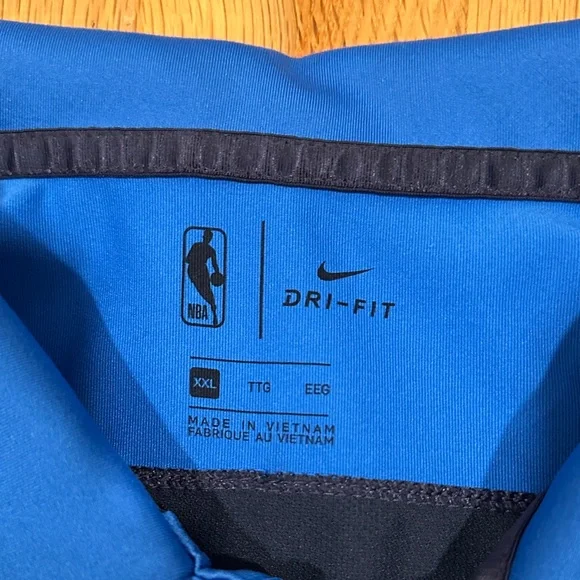 NBA
DRI-FIT
XXL TTG EEG
MADE IN VIETNAM
FABRIQUE AU VIETNAM